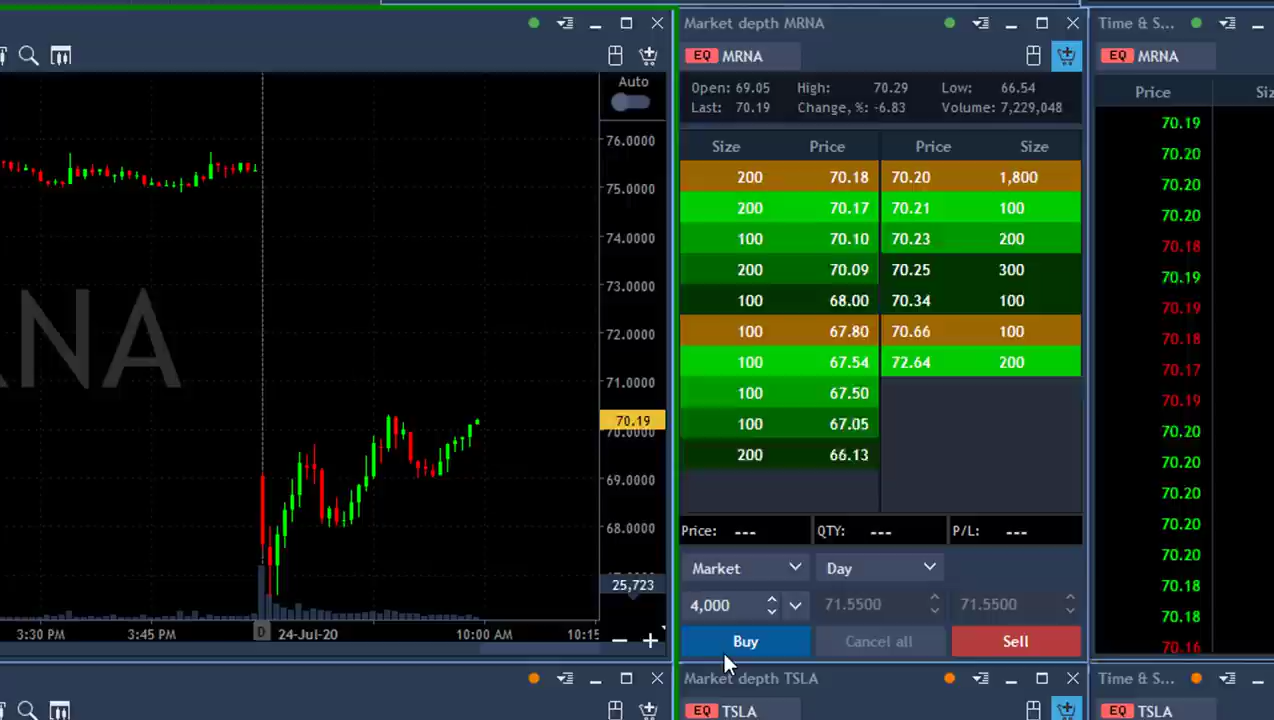 Market depth MRNA
Time & S...
EQ MRNA
EQ MRNA
Auto
Open: 69.05 High: 70.29 Low: 66.54
Last: 70.19 Change, %: -6.83 Volume: 7,229,048
Price
Size Price Price Size
76.0000
75.0000
74.0000
73.0000
72.0000
71.0000
70.19
70.0000
69.0000
68.0000
25,723
NA
200 70.18 70.20 1,800
200 70.17 70.21 100
100 70.10 70.23 200
200 70.09 70.25 300
100 68.00 70.34 100
100 67.80 70.66 100
100 67.54 72.64 200
100 67.50
100 67.05
200 66.13
70.19
70.20
70.20
70.20
70.18
70.19
70.19
70.18
70.17
70.19
70.20
70.20
70.20
70.20
70.20
70.18
70.18
70.16
Price: --- QTY: --- P/L: ---
Market Day
4,000 71.5500 71.5500
Buy Cancel all Sell
3:30 PM 3:45 PM D 24-Jul-20 10:00 AM 10:15
Market depth TSLA
Time & S...
EQ TSLA
EQ TSLA